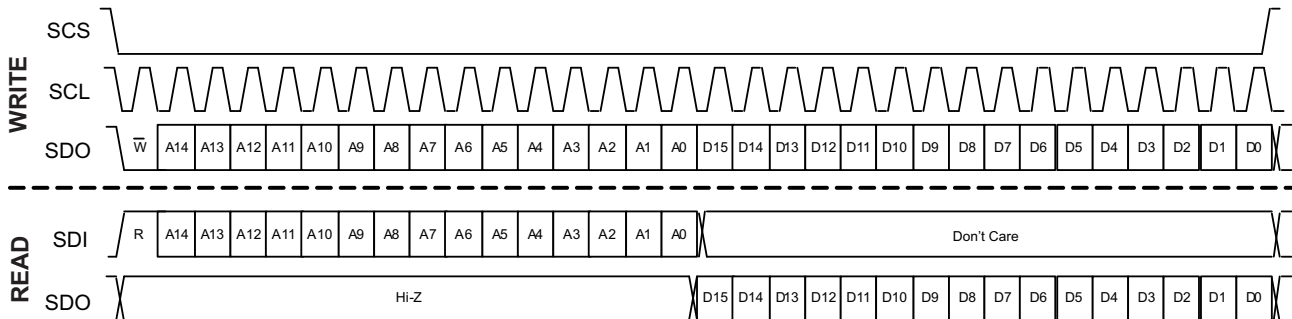 SCS
WRITE
SCL
SDO W̅ A14 A13 A12 A11 A10 A9 A8 A7 A6 A5 A4 A3 A2 A1 A0 D15 D14 D13 D12 D11 D10 D9 D8 D7 D6 D5 D4 D3 D2 D1 D0
READ
SDI R A14 A13 A12 A11 A10 A9 A8 A7 A6 A5 A4 A3 A2 A1 A0 Don't Care
SDO Hi-Z D15 D14 D13 D12 D11 D10 D9 D8 D7 D6 D5 D4 D3 D2 D1 D0